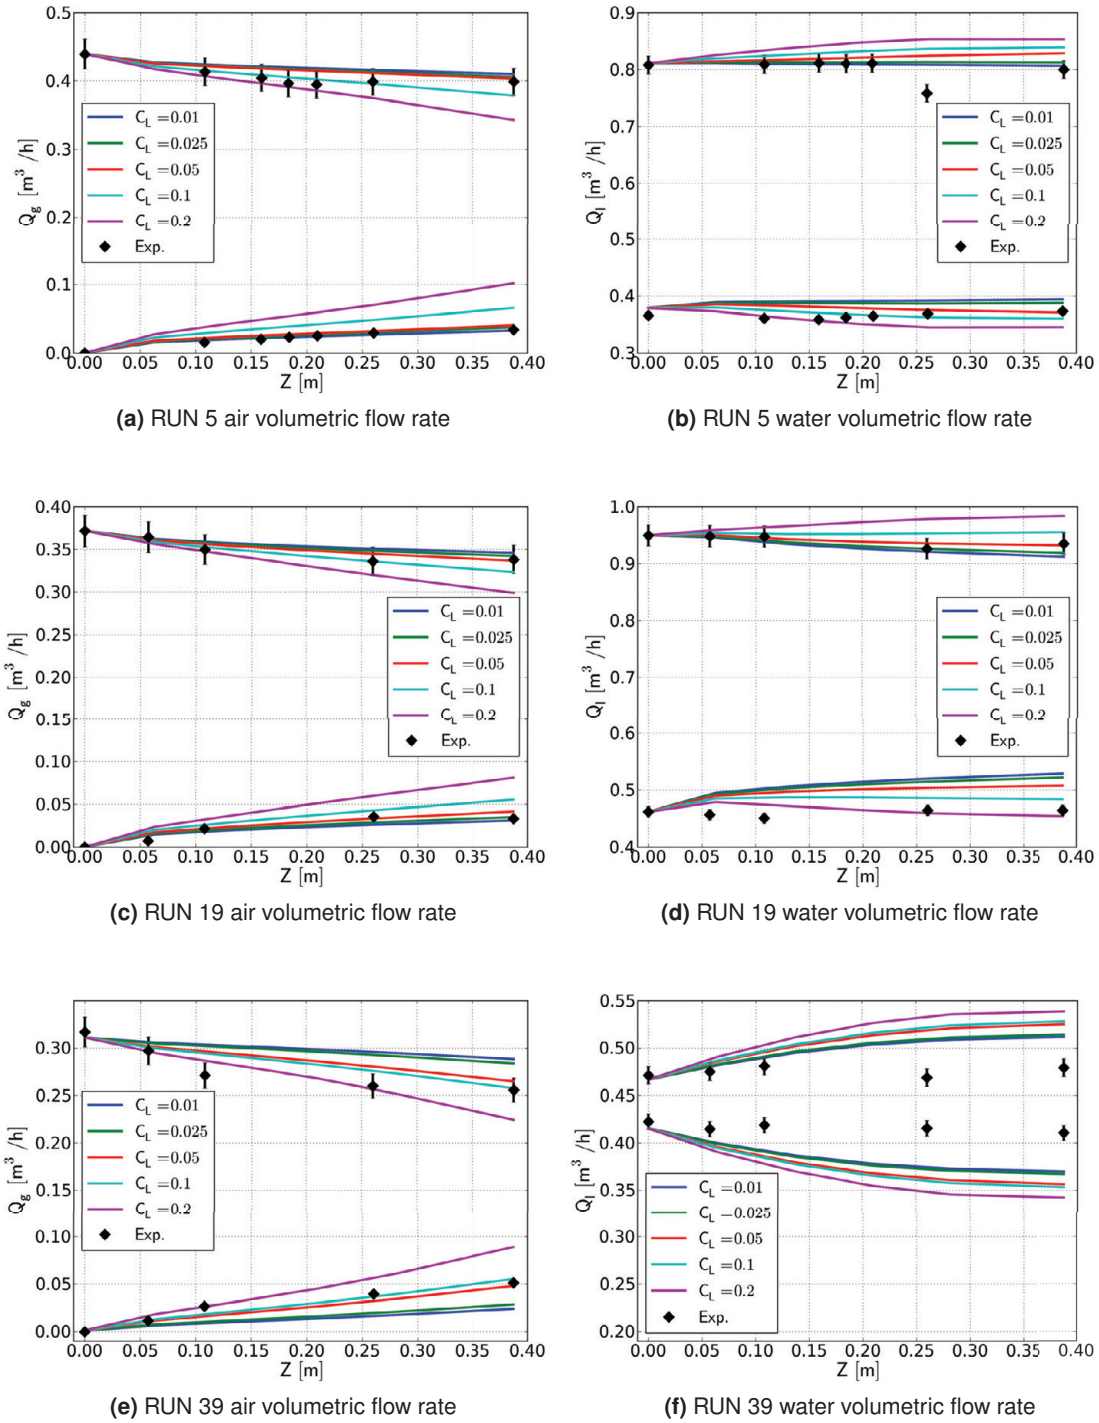 0.5
0.4
0.3
0.2
0.1
0.0
Q_g [m³ /h]
C_L =0.01
C_L =0.025
C_L =0.05
C_L =0.1
C_L =0.2
Exp.
0.00 0.05 0.10 0.15 0.20 0.25 0.30 0.35 0.40
Z [m]
(a) RUN 5 air volumetric flow rate
0.9
0.8
0.7
0.6
0.5
0.4
0.3
Q_l [m³ /h]
C_L =0.01
C_L =0.025
C_L =0.05
C_L =0.1
C_L =0.2
Exp.
0.00 0.05 0.10 0.15 0.20 0.25 0.30 0.35 0.40
Z [m]
(b) RUN 5 water volumetric flow rate
0.40
0.35
0.30
0.25
0.20
0.15
0.10
0.05
0.00
Q_g [m³ /h]
C_L =0.01
C_L =0.025
C_L =0.05
C_L =0.1
C_L =0.2
Exp.
0.00 0.05 0.10 0.15 0.20 0.25 0.30 0.35 0.40
Z [m]
(c) RUN 19 air volumetric flow rate
1.0
0.9
0.8
0.7
0.6
0.5
0.4
Q_l [m³ /h]
C_L =0.01
C_L =0.025
C_L =0.05
C_L =0.1
C_L =0.2
Exp.
0.00 0.05 0.10 0.15 0.20 0.25 0.30 0.35 0.40
Z [m]
(d) RUN 19 water volumetric flow rate
0.30
0.25
0.20
0.15
0.10
0.05
0.00
Q_g [m³ /h]
C_L =0.01
C_L =0.025
C_L =0.05
C_L =0.1
C_L =0.2
Exp.
0.00 0.05 0.10 0.15 0.20 0.25 0.30 0.35 0.40
Z [m]
(e) RUN 39 air volumetric flow rate
0.55
0.50
0.45
0.40
0.35
0.30
0.25
0.20
Q_l [m³ /h]
C_L =0.01
C_L −0.025
C_L =0.05
C_L =0.1
C_L =0.2
Exp.
0.00 0.05 0.10 0.15 0.20 0.25 0.30 0.35 0.40
Z [m]
(f) RUN 39 water volumetric flow rate